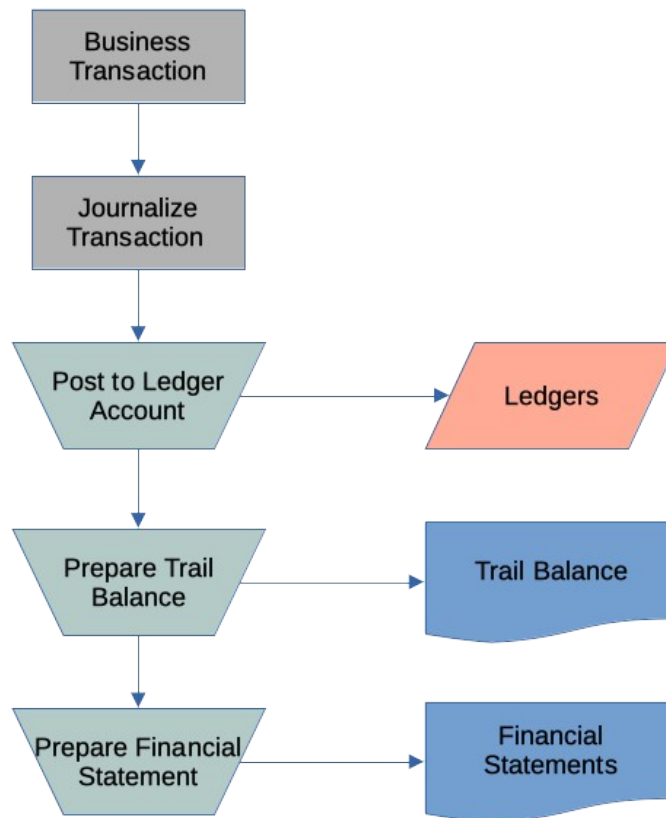 Business
Transaction
Journalize
Transaction
Post to Ledger
Account
Ledgers
Prepare Trail
Balance
Trail Balance
Prepare Financial
Statement
Financial
Statements